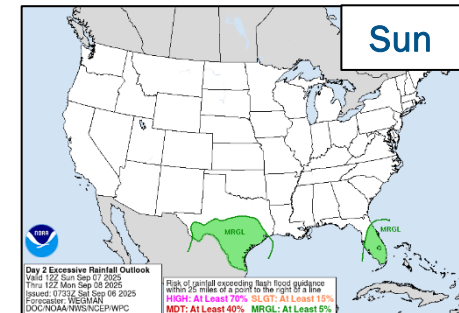 Sun
MRGL
MRGL
NOAA
Day 2 Excessive Rainfall Outlook
Valid 12Z Sun Sep 07 2025
Thru 12Z Mon Sep 08 2025
Issued: 0733Z Sat Sep 06 2025
Forecaster: WEGMAN
DOC/NOAA/NWS/NCEP/WPC
Risk of rainfall exceeding flash flood guidance
within 25 miles of a point to the right of a line
HIGH: At Least 70% SLGT: At Least 15%
MDT: At Least 40% MRGL: At Least 5%